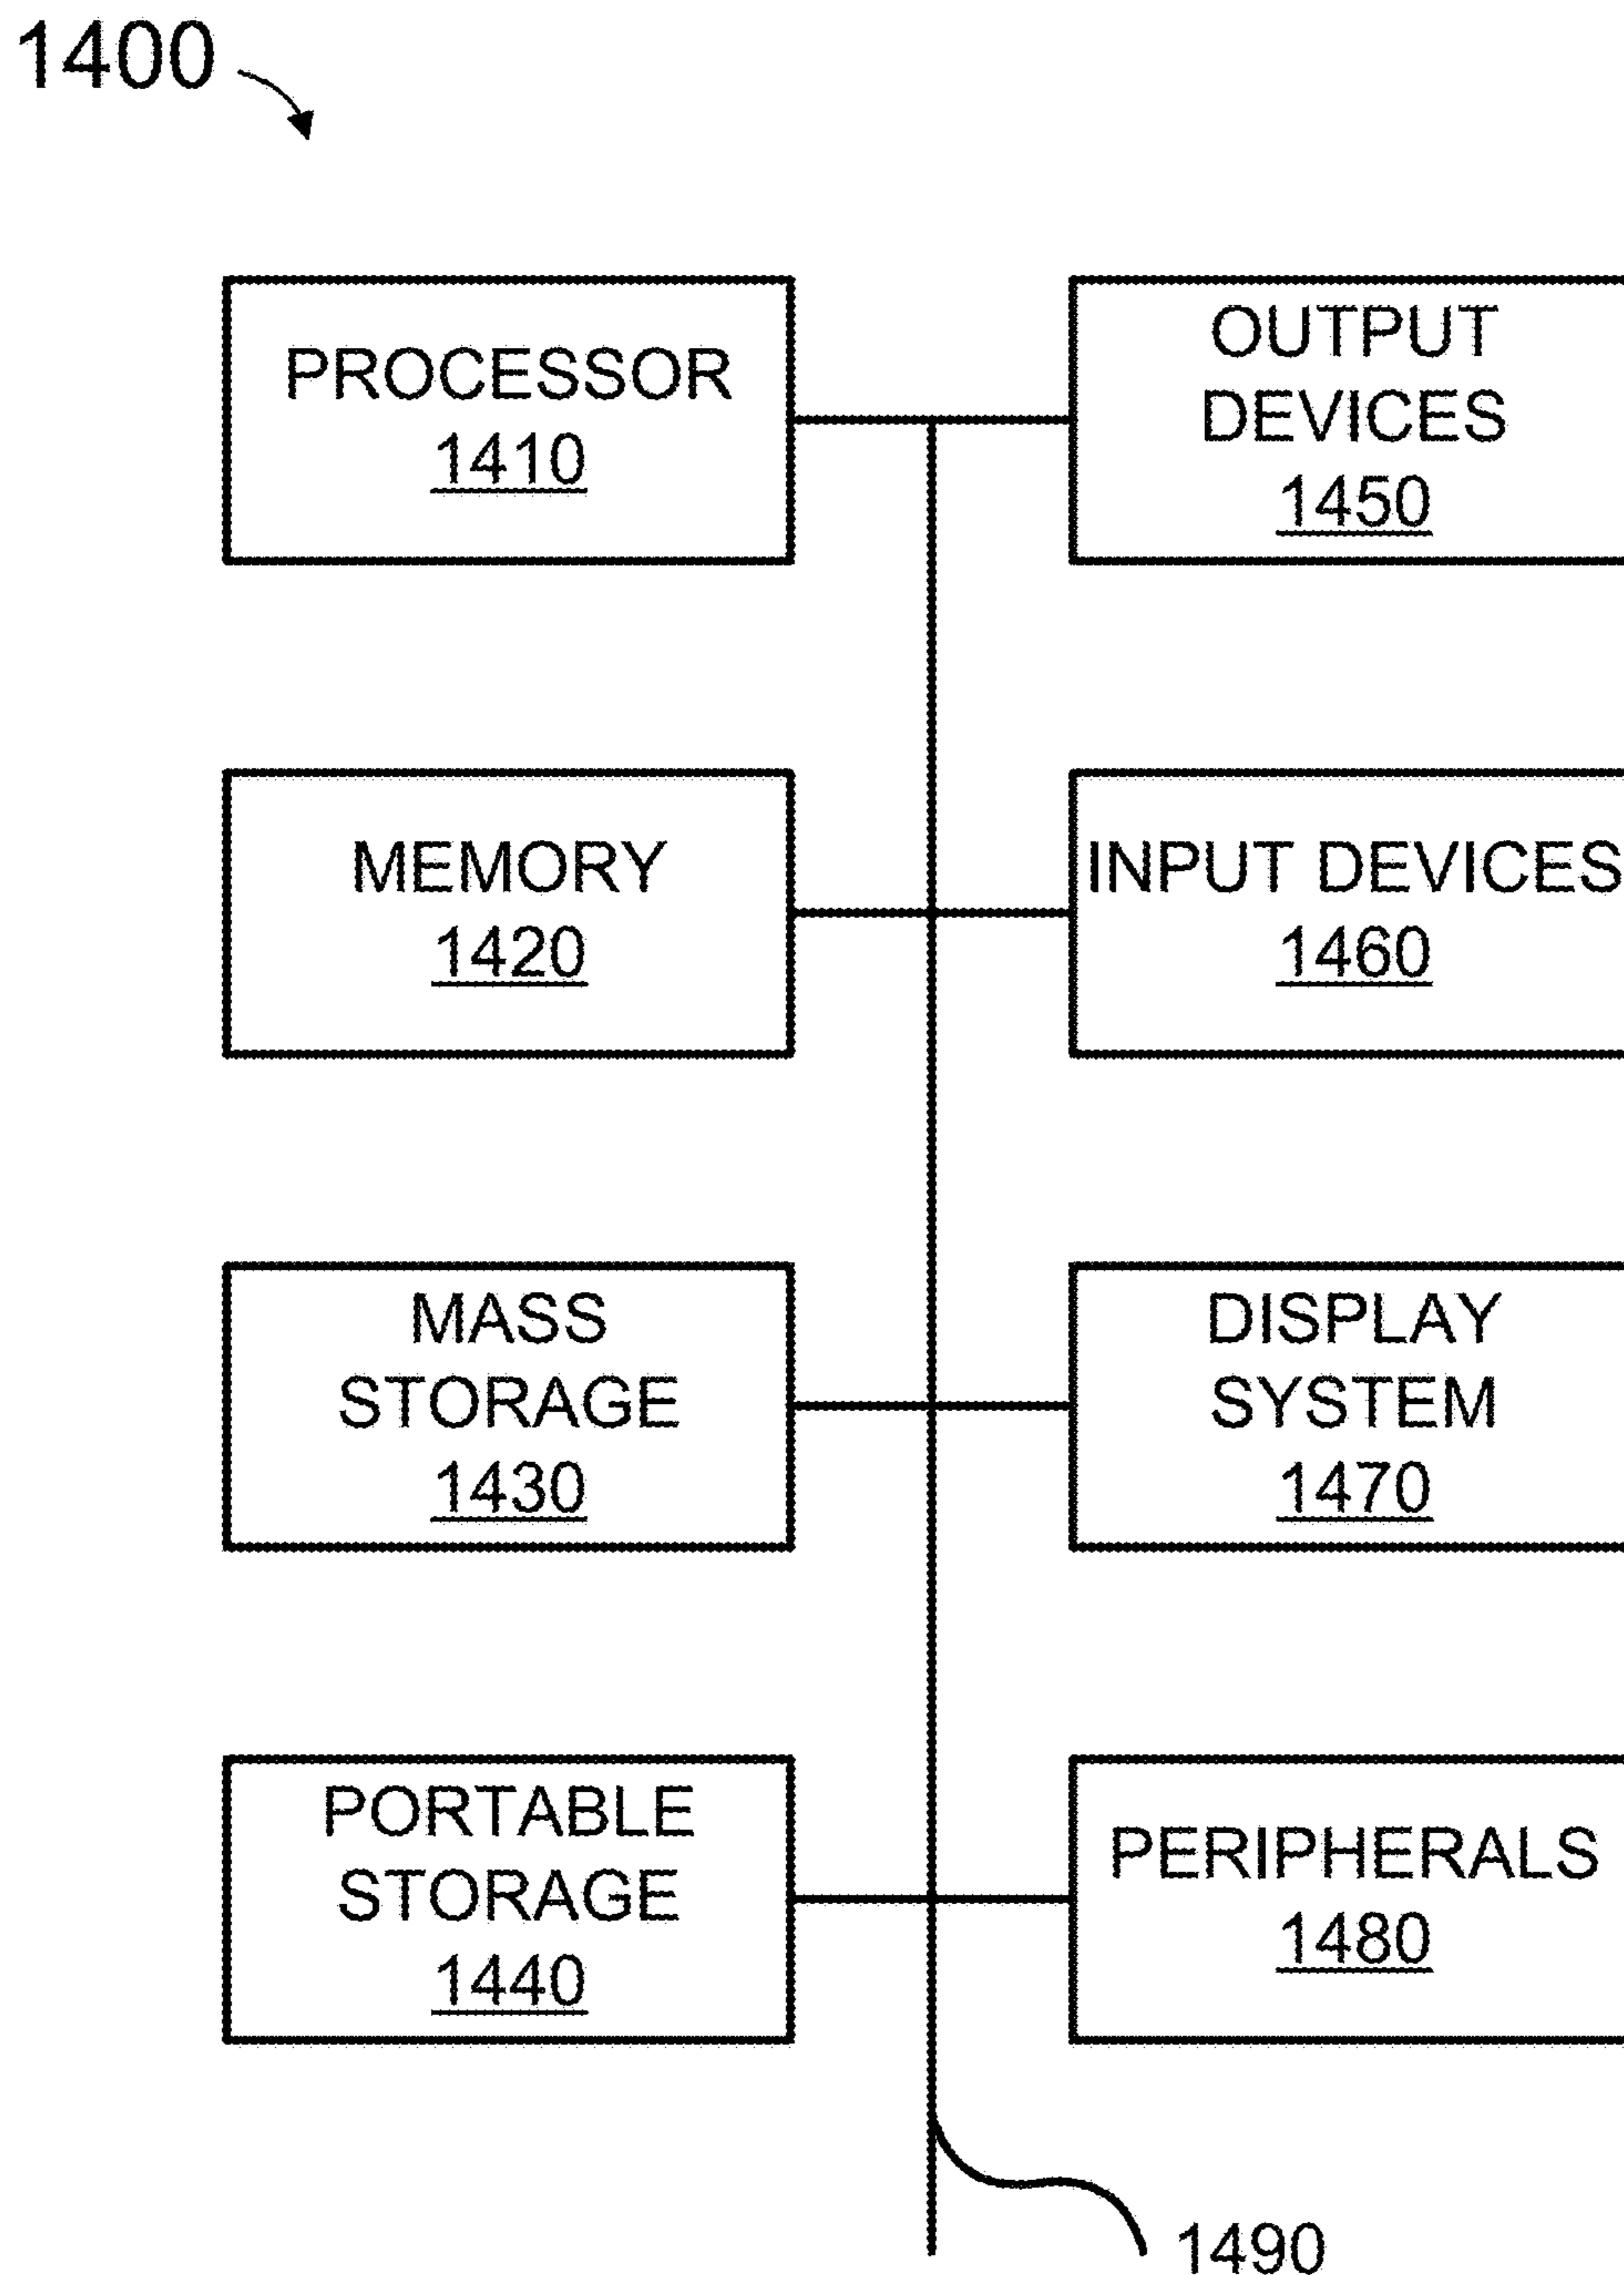 1400
PROCESSOR
1410
OUTPUT
DEVICES
1450
MEMORY
1420
INPUT DEVICES
1460
MASS
STORAGE
1430
DISPLAY
SYSTEM
1470
PORTABLE
STORAGE
1440
PERIPHERALS
1480
1490